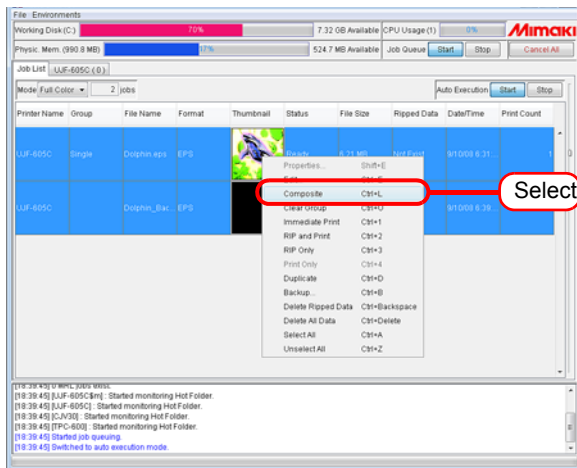 File Environments
Working Disk (C:) 70% 7.32 GB Available CPU Usage (1) 0% Mimaki
Physic. Mem. (990.8 MB) 47% 524.7 MB Available Job Queue Start Stop Cancel All
Job List UJF-605C ( 0 )
Mode Full Color 2 jobs Auto Execution Start Stop
Printer Name Group File Name Format Thumbnail Status File Size Ripped Data Date/Time Print Count
UJF-605C Single Dolphin.eps EPS Ready 6.21 MB Not Exist 9/10/08 6:31:... 1
Properties... Shift+E
Edit... Ctrl+E
Composite Ctrl+L
Select
Clear Group Ctrl+U
UJF-605C Dolphin_Bac... EPS 9/10/08 6:39:...
Immediate Print Ctrl+1
RIP and Print Ctrl+2
RIP Only Ctrl+3
Print Only Ctrl+4
Duplicate Ctrl+D
Backup... Ctrl+B
Delete Ripped Data Ctrl+Backspace
Delete All Data Ctrl+Delete
Select All Ctrl+A
Unselect All Ctrl+Z
[18:39:45] 0 MRL jobs exist.
[18:39:45] [UJF-605C$m] : Started monitoring Hot Folder.
[18:39:45] [UJF-605C] : Started monitoring Hot Folder.
[18:39:45] [CJV30] : Started monitoring Hot Folder.
[18:39:45] [TPC-600] : Started monitoring Hot Folder.
[18:39:45] Started job queuing.
[18:39:45] Switched to auto execution mode.